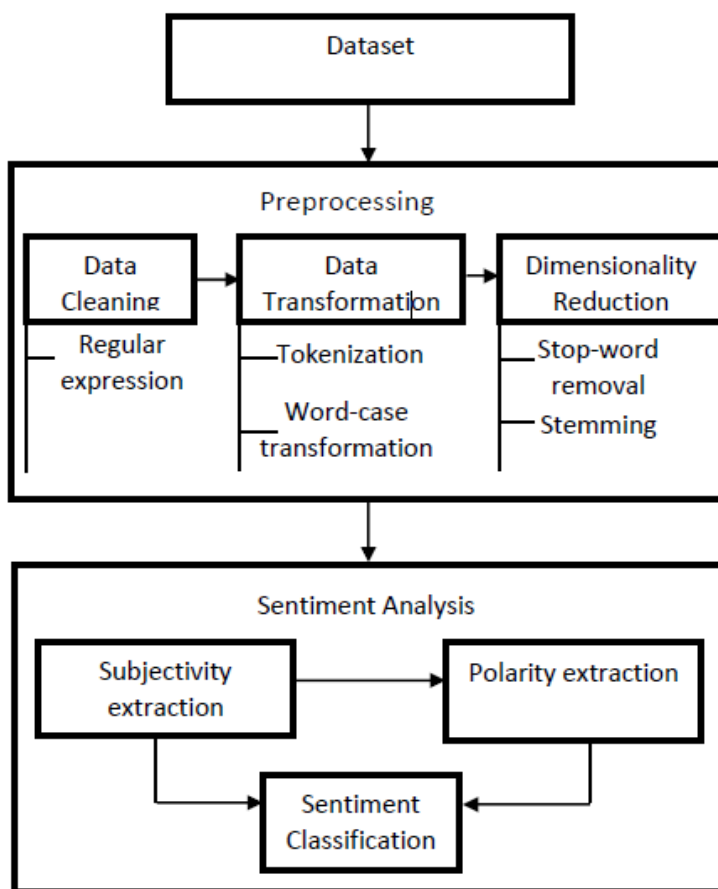 Dataset
Preprocessing
Data
Cleaning
Data
Transformation
Dimensionality
Reduction
Regular
expression
Tokenization
Word-case
transformation
Stop-word
removal
Stemming
Sentiment Analysis
Subjectivity
extraction
Polarity extraction
Sentiment
Classification